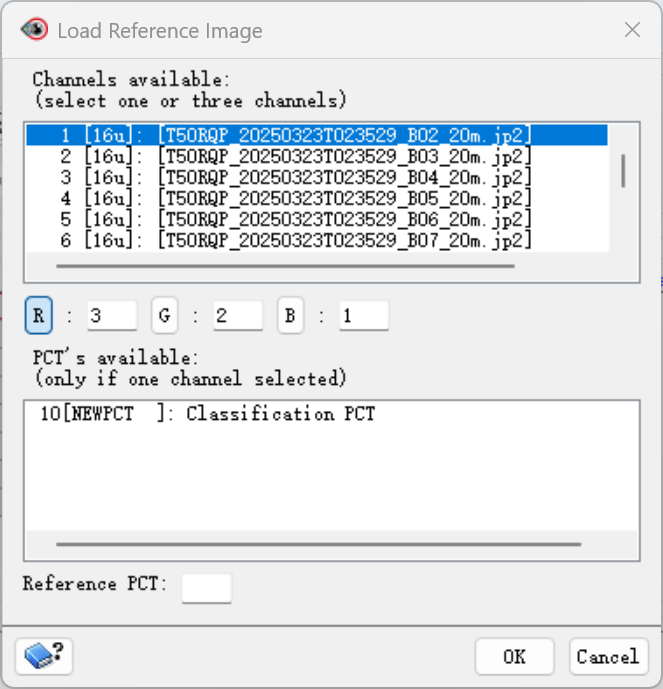 Load Reference Image
Channels available:
(select one or three channels)
1 [16u]: [T50RQP_20250323T023529_B02_20m.jp2]
2 [16u]: [T50RQP_20250323T023529_B03_20m.jp2]
3 [16u]: [T50RQP_20250323T023529_B04_20m.jp2]
4 [16u]: [T50RQP_20250323T023529_B05_20m.jp2]
5 [16u]: [T50RQP_20250323T023529_B06_20m.jp2]
6 [16u]: [T50RQP_20250323T023529_B07_20m.jp2]
R : 3 G : 2 B : 1
PCT's available:
(only if one channel selected)
10[NEWPCT  ]: Classification PCT
Reference PCT:
? OK Cancel